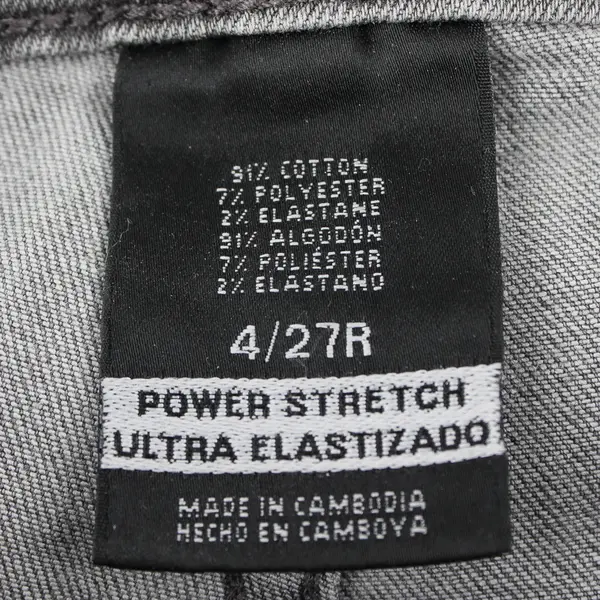 91% COTTON
7% POLYESTER
2% ELASTANE
91% ALGODÓN
7% POLIÉSTER
2% ELASTANO
4/27R
POWER STRETCH
ULTRA ELASTIZADO
MADE IN CAMBODIA
HECHO EN CAMBOYA